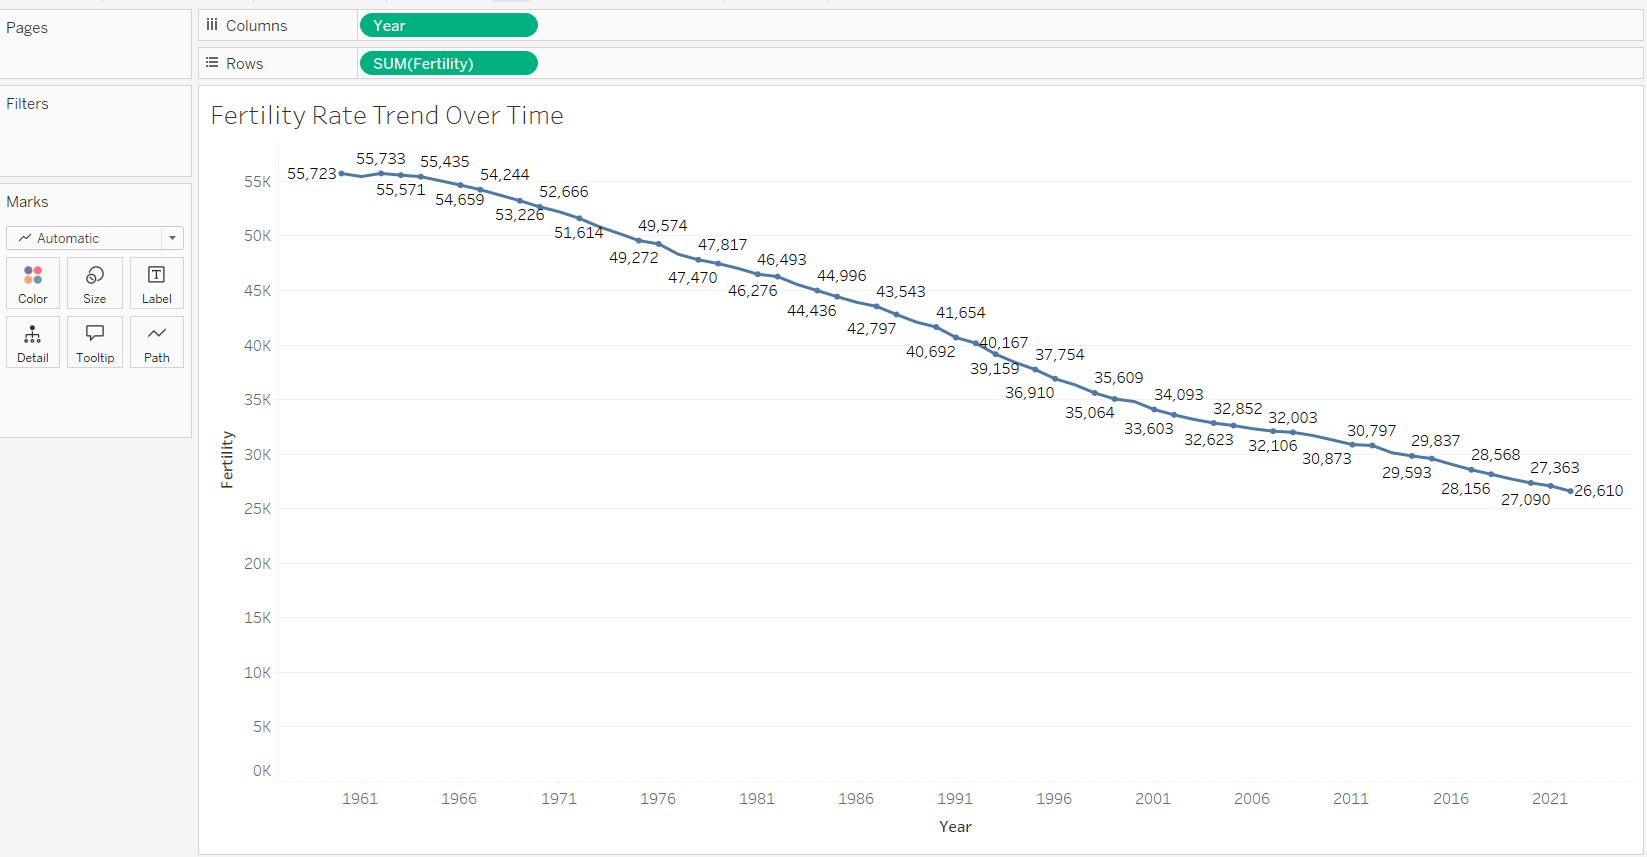 Pages
Columns
Year
Rows
SUM(Fertility)
Filters
Marks
Automatic
Color
Size
Label
Detail
Tooltip
Path
Fertility Rate Trend Over Time
55,723
55,733
55,571
55,435
54,659
54,244
53,226
52,666
51,614
49,574
49,272
47,817
47,470
46,493
46,276
44,996
44,436
43,543
42,797
41,654
40,692
40,167
39,159
37,754
36,910
35,609
35,064
34,093
33,603
32,852
32,623
32,106
32,003
30,873
30,797
29,837
29,593
28,568
28,156
27,363
27,090
26,610
55K
50K
45K
40K
35K
30K
25K
20K
15K
10K
5K
0K
Fertility
1961
1966
1971
1976
1981
1986
1991
1996
2001
2006
2011
2016
2021
Year